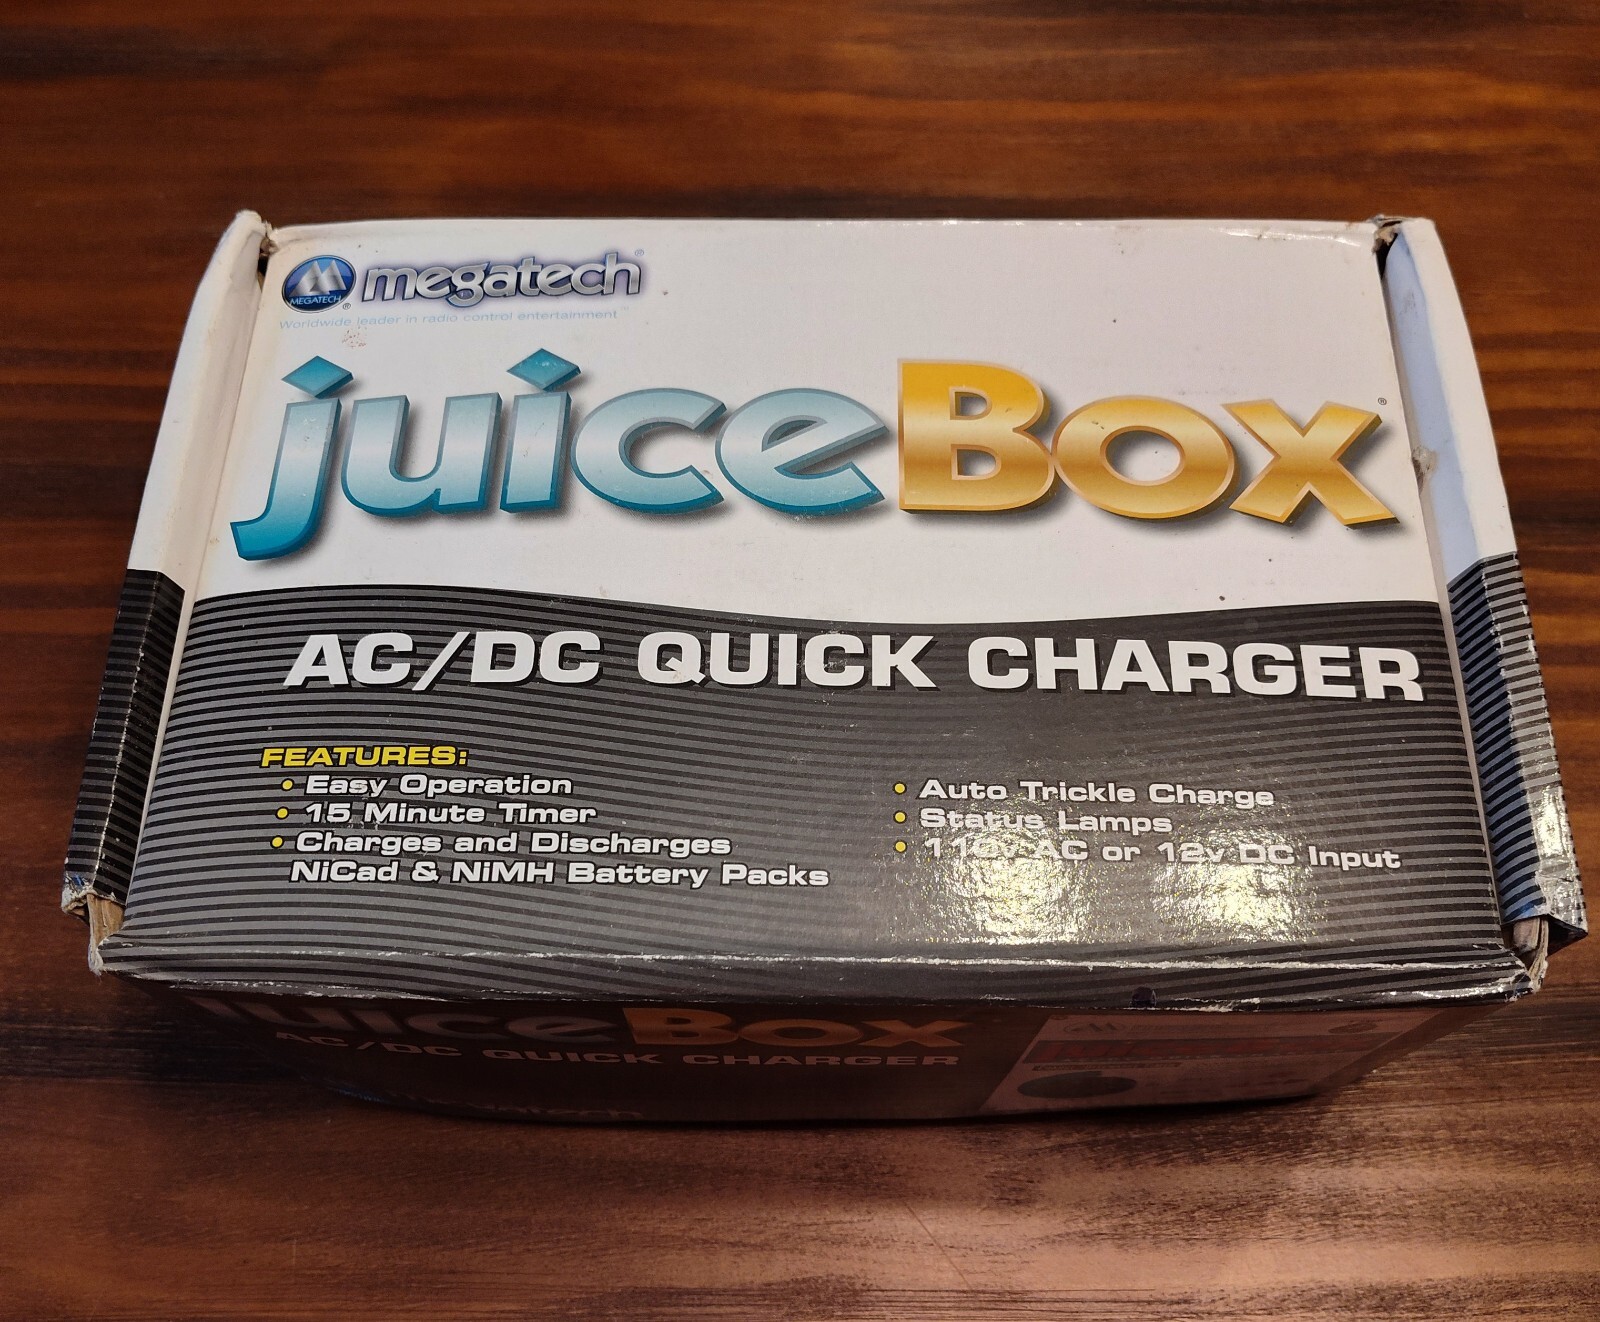 MEGATECH
megatech
Worldwide leader in radio control entertainment
juiceBox
AC/DC QUICK CHARGER
FEATURES:
• Easy Operation
• 15 Minute Timer
• Charges and Discharges
NiCad & NiMH Battery Packs
• Auto Trickle Charge
• Status Lamps
• 110v AC or 12v DC Input
juiceBox
AC/DC QUICK CHARGER
megatech